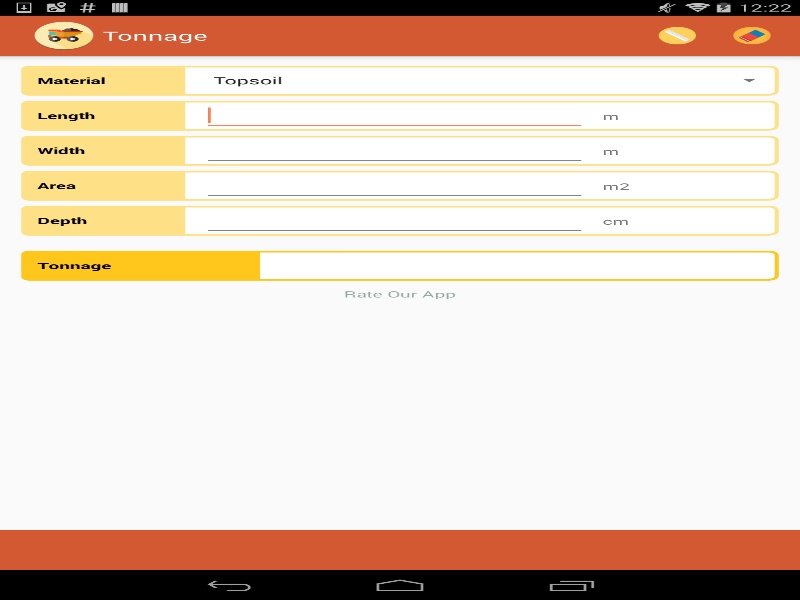 12:22
Tonnage
Material Topsoil
Length m
Width m
Area m2
Depth cm
Tonnage
Rate Our App